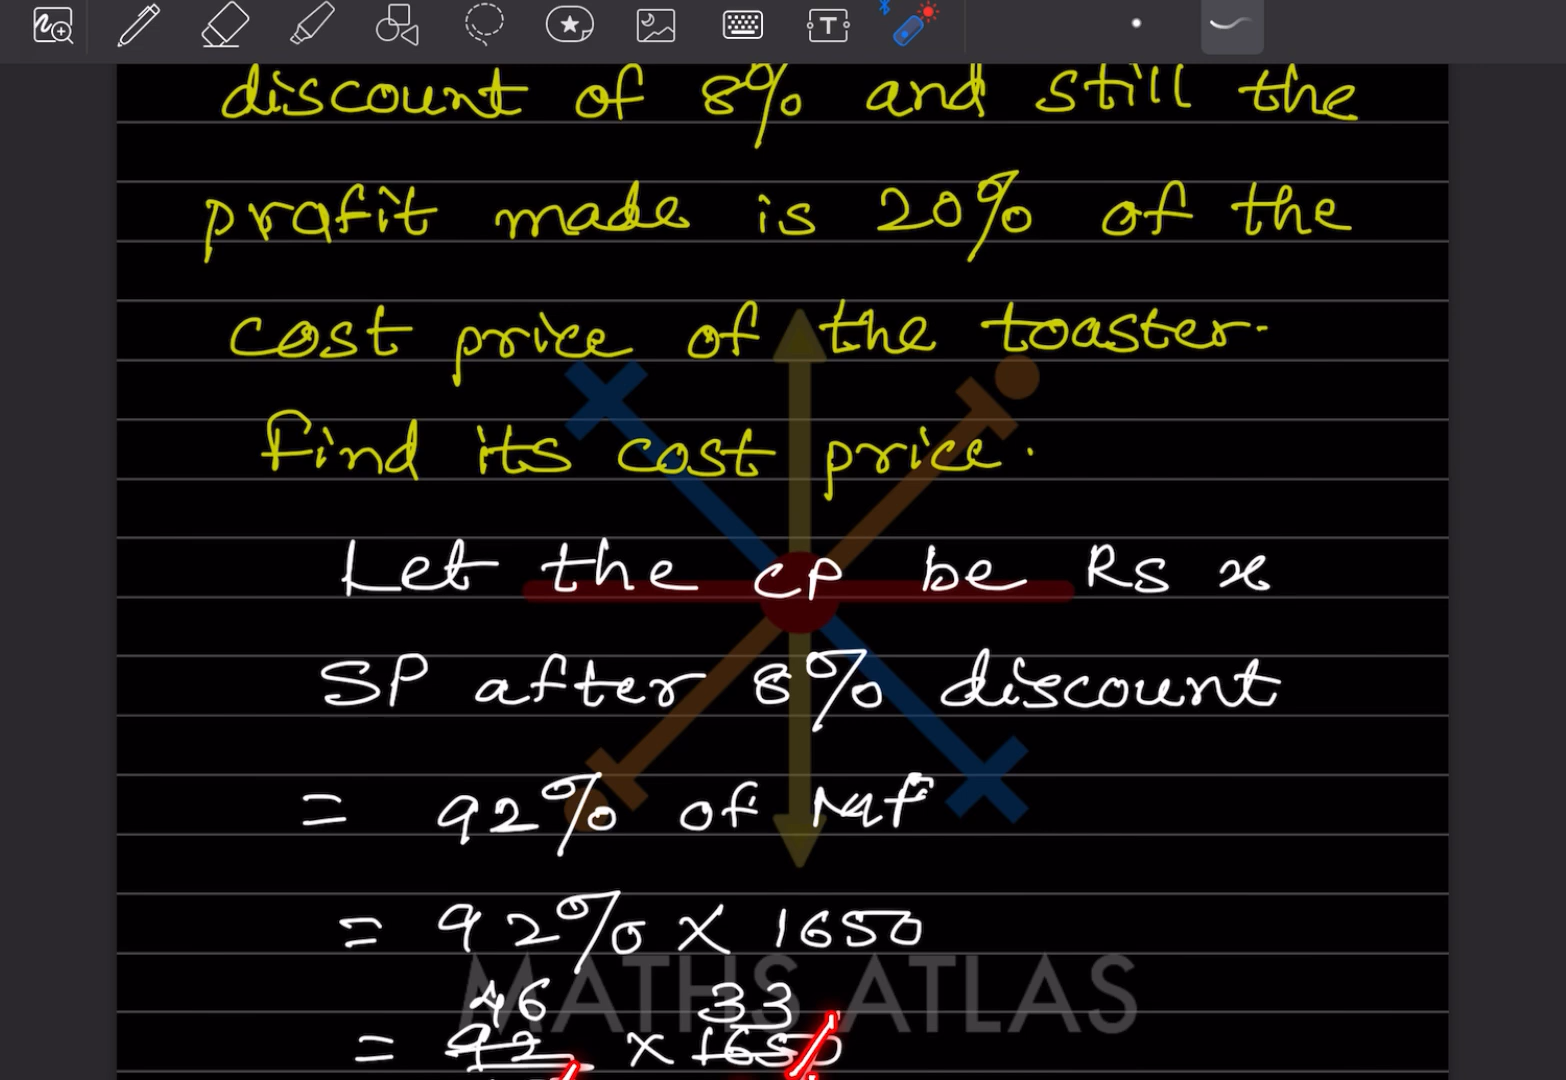 discount of 8% and still the
profit made is 20% of the
cost price of the toaster.
Find its cost price.
Let the CP be Rs x
SP after 8% discount
= 92% of
= 92% × 1650
MATHS ATLAS
46 33
= 92 × 1650